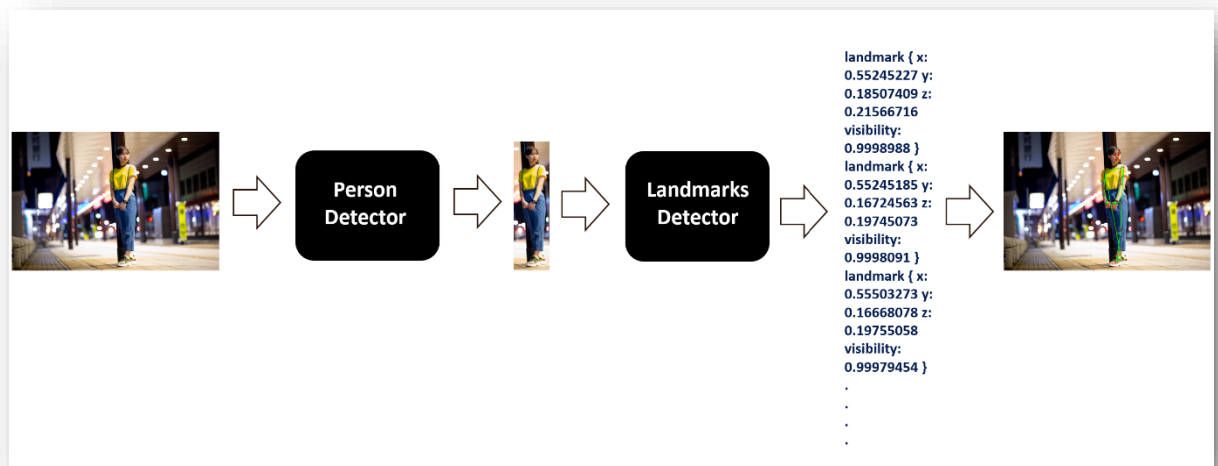 Person
Detector
Landmarks
Detector
landmark { x:
0.55245227 y:
0.18507409 z:
0.21566716
visibility:
0.9998988 }
landmark { x:
0.55245185 y:
0.16724563 z:
0.19745073
visibility:
0.9998091 }
landmark { x:
0.55503273 y:
0.16668078 z:
0.19755058
visibility:
0.99979454 }
.
.
.
.